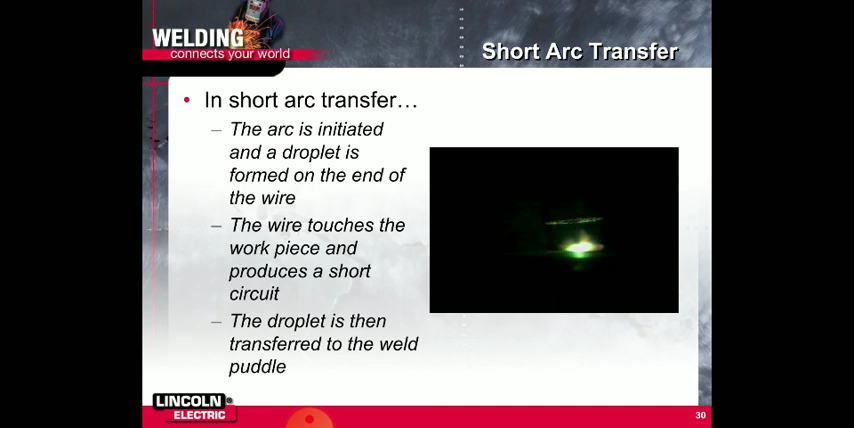 WELDING
connects your world
Short Arc Transfer
• In short arc transfer…
– The arc is initiated
and a droplet is
formed on the end of
the wire
– The wire touches the
work piece and
produces a short
circuit
– The droplet is then
transferred to the weld
puddle
LINCOLN®
ELECTRIC
30